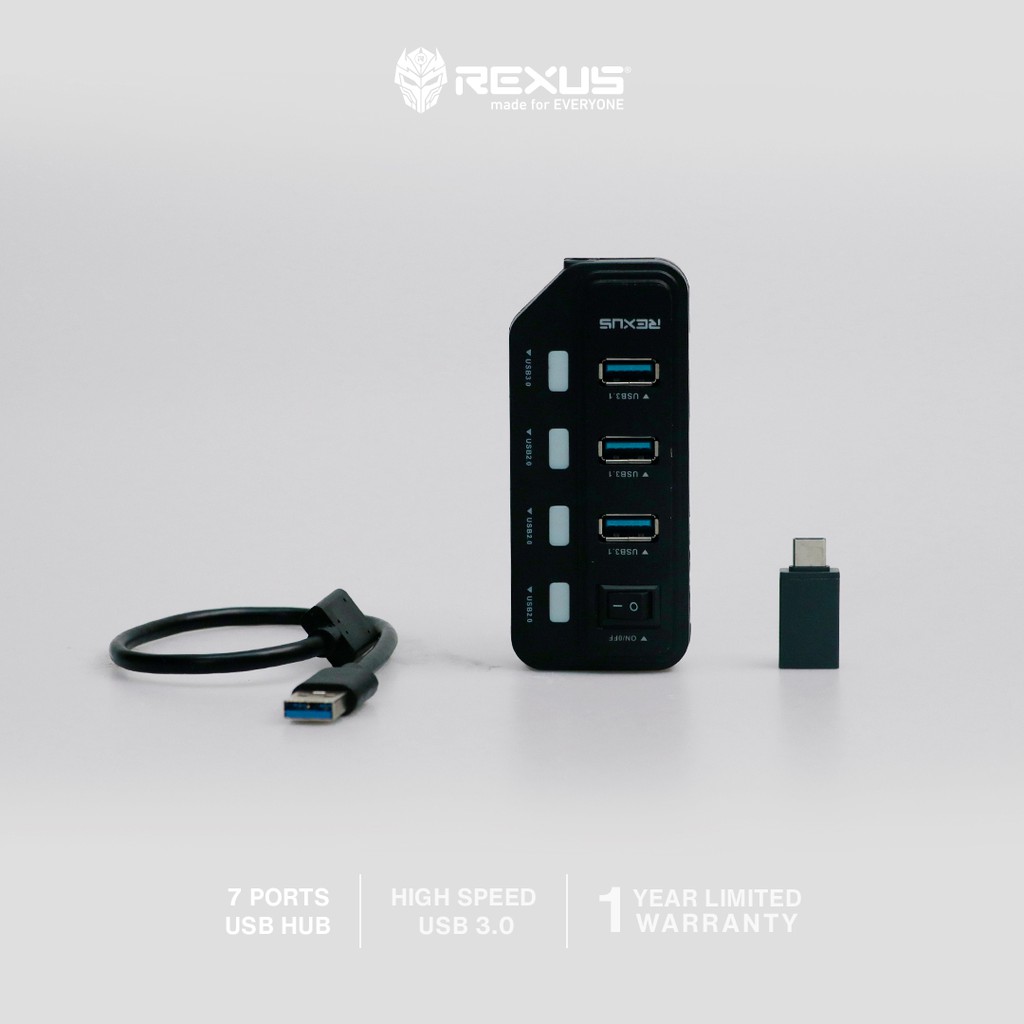 REXUS®
made for EVERYONE
REXUS
▼ USB3.0
▼ USB3.1
▼ USB2.0
▼ USB3.1
▼ USB2.0
▼ USB3.1
▼ USB2.0
O
▼ ON/OFF
7 PORTS
USB HUB
HIGH SPEED
USB 3.0
1 YEAR LIMITED
WARRANTY